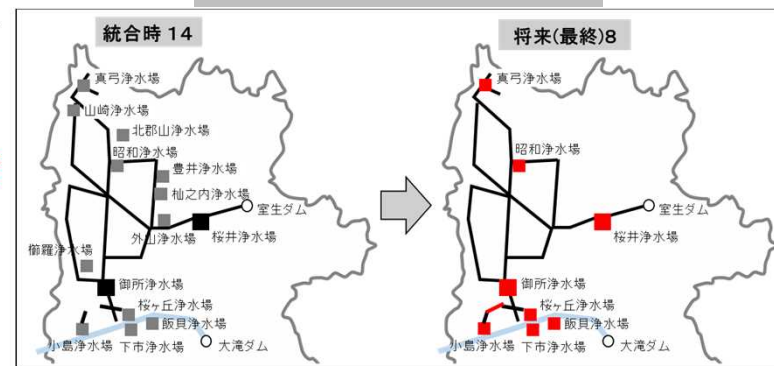 統合時 14
真弓浄水場
山崎浄水場
北郡山浄水場
昭和浄水場
豊井浄水場
杣之内浄水場
室生ダム
外山浄水場
桜井浄水場
櫛羅浄水場
御所浄水場
桜ヶ丘浄水場
飯貝浄水場
小島浄水場
下市浄水場
大滝ダム
将来(最終)8
真弓浄水場
昭和浄水場
室生ダム
桜井浄水場
御所浄水場
桜ヶ丘浄水場
飯貝浄水場
小島浄水場
下市浄水場
大滝ダム